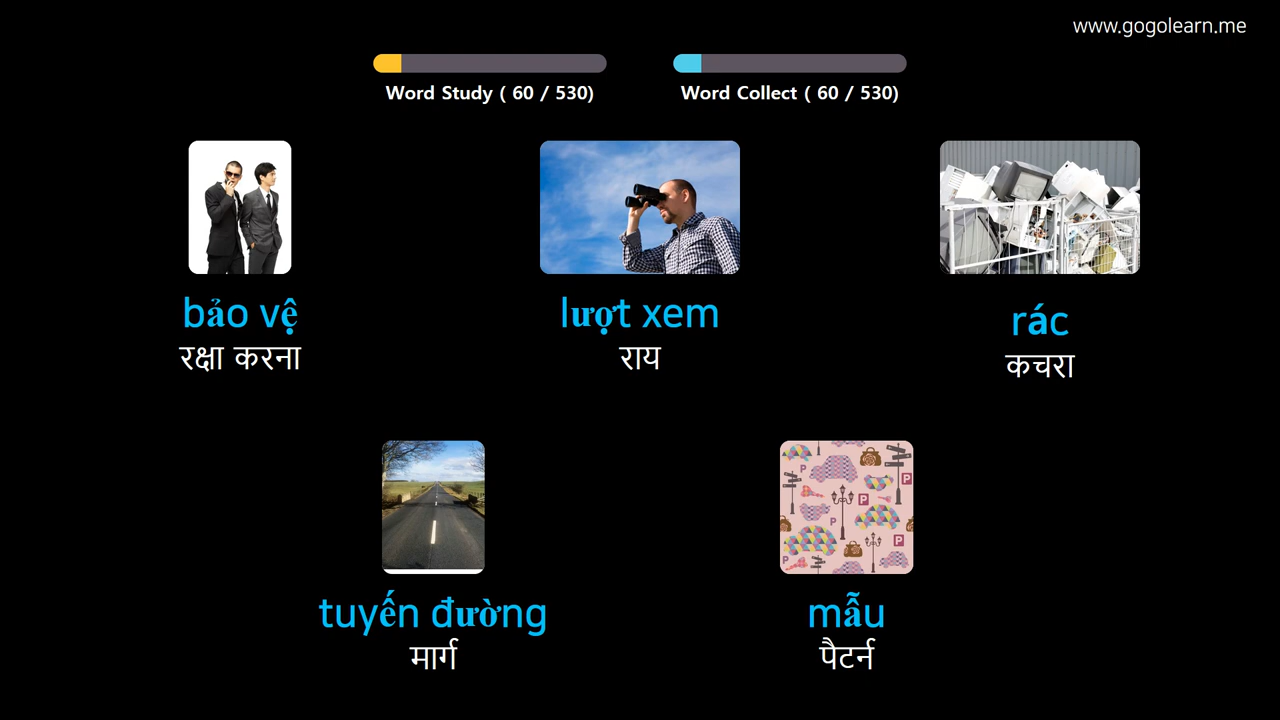 www.gogolearn.me
Word Study ( 60 / 530)
Word Collect ( 60 / 530)
bảo vệ
रक्षा करना
lượt xem
राय
rác
कचरा
tuyến đường
मार्ग
mẫu
पैटर्न